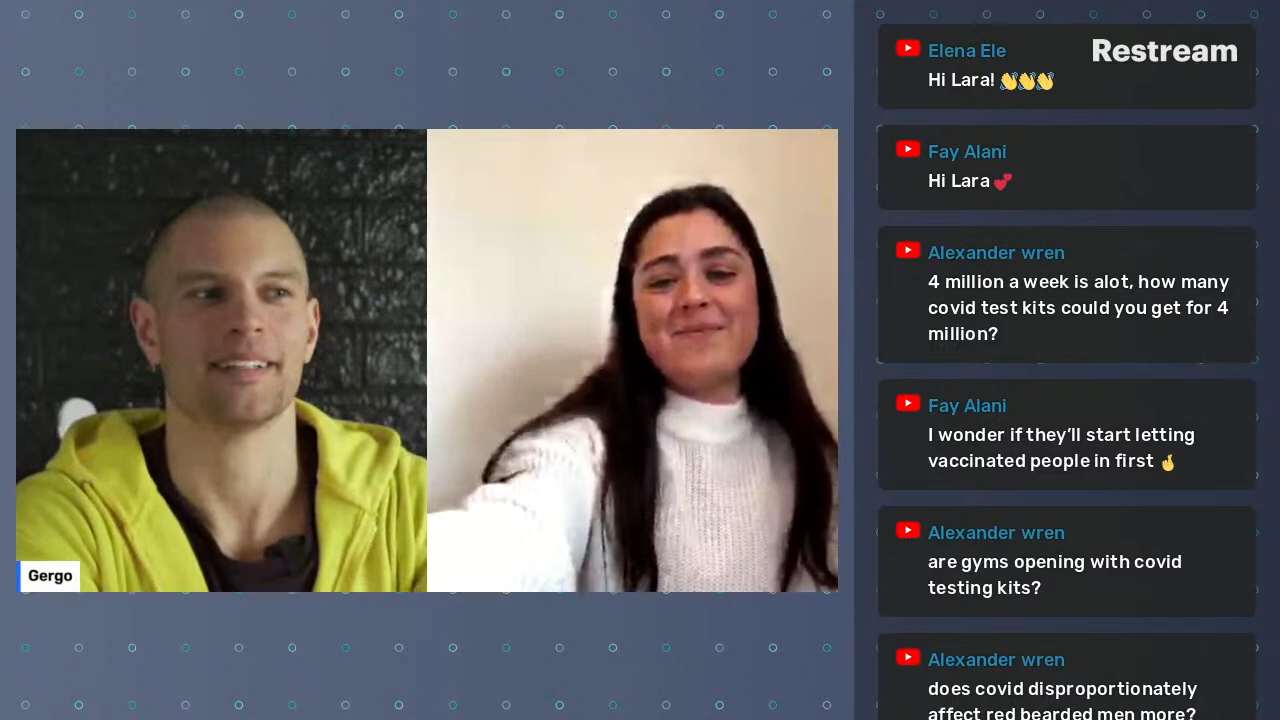 Restream
Elena Ele
Hi Lara! 👋👋👋
Fay Alani
Hi Lara 💕
Alexander wren
4 million a week is alot, how many
covid test kits could you get for 4
million?
Fay Alani
I wonder if they’ll start letting
vaccinated people in first 🤞
Alexander wren
are gyms opening with covid
testing kits?
Alexander wren
does covid disproportionately
affect red bearded men more?
Gergo